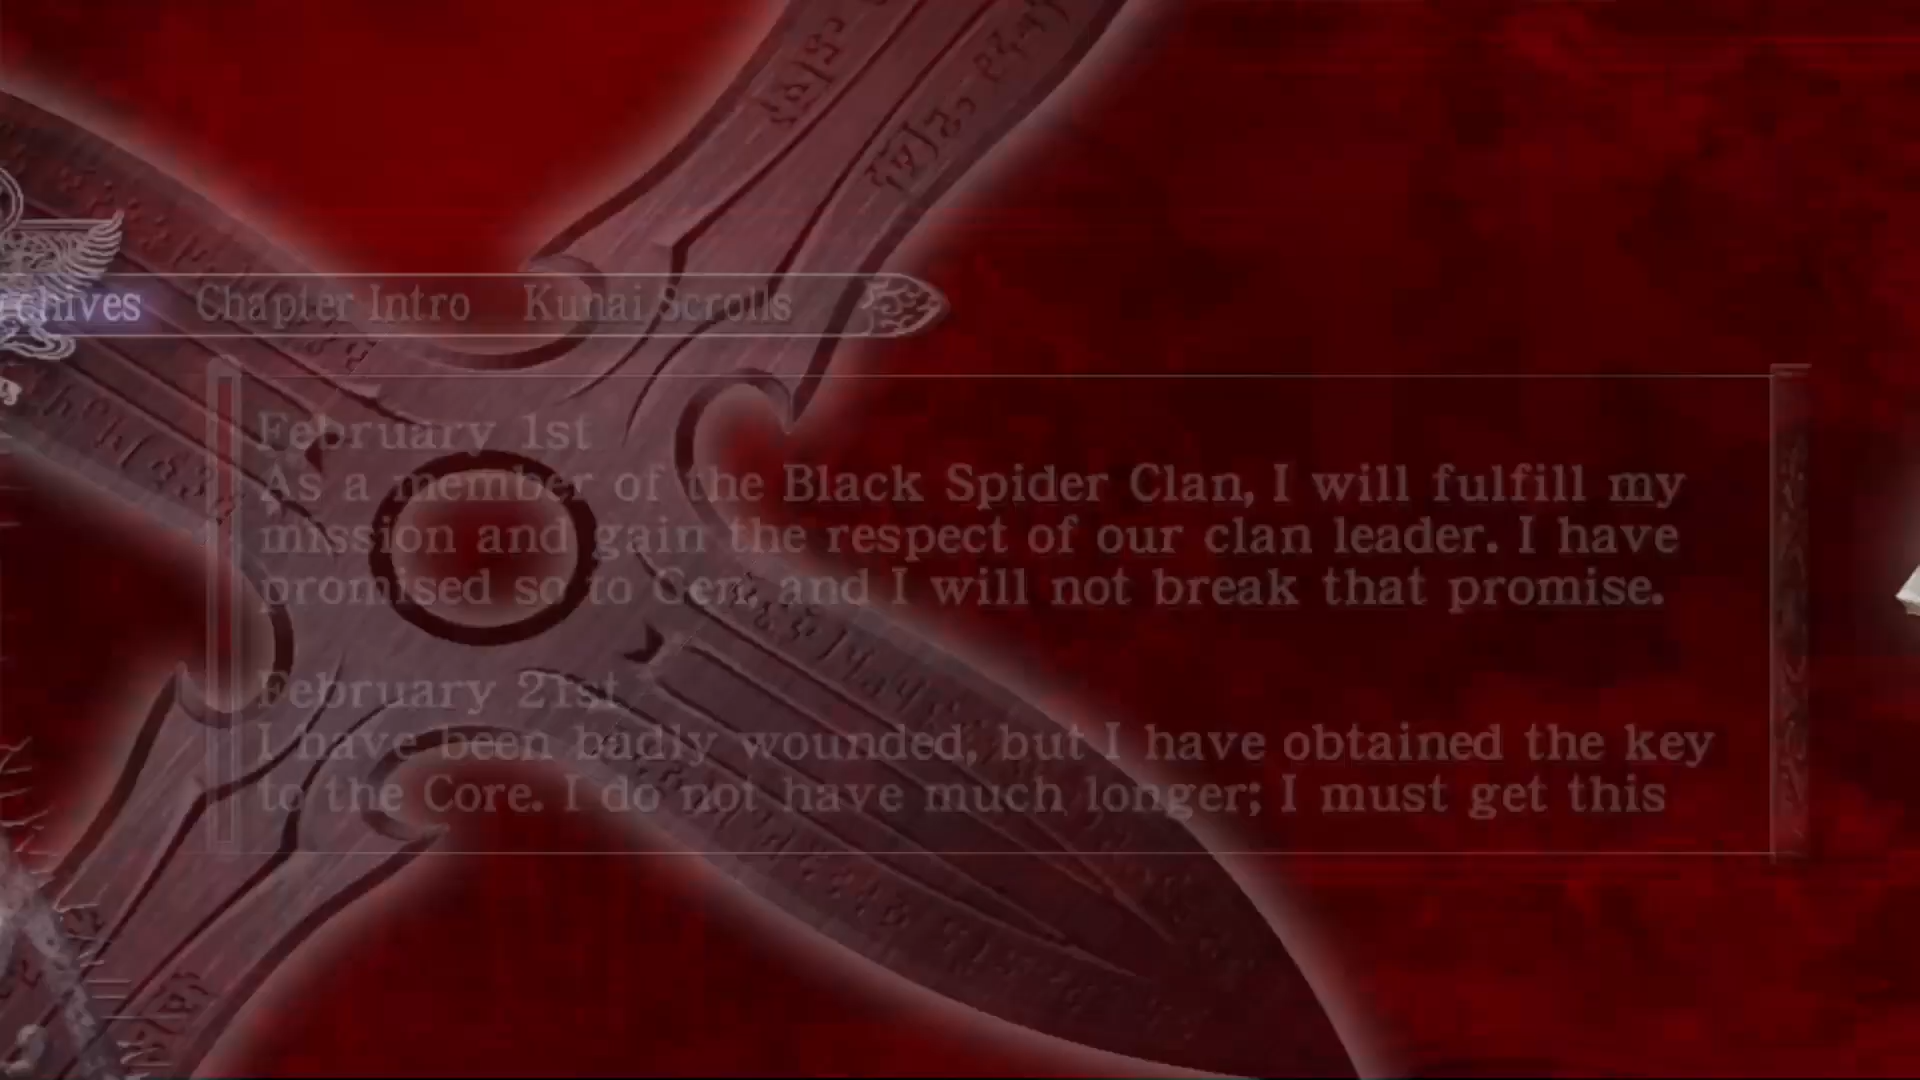 chives Chapter Intro Kunai Scrolls
February 1st
As a member of the Black Spider Clan, I will fulfill my
mission and gain the respect of our clan leader. I have
promised so to Gen, and I will not break that promise.
February 21st
I have been badly wounded, but I have obtained the key
to the Core. I do not have much longer; I must get this